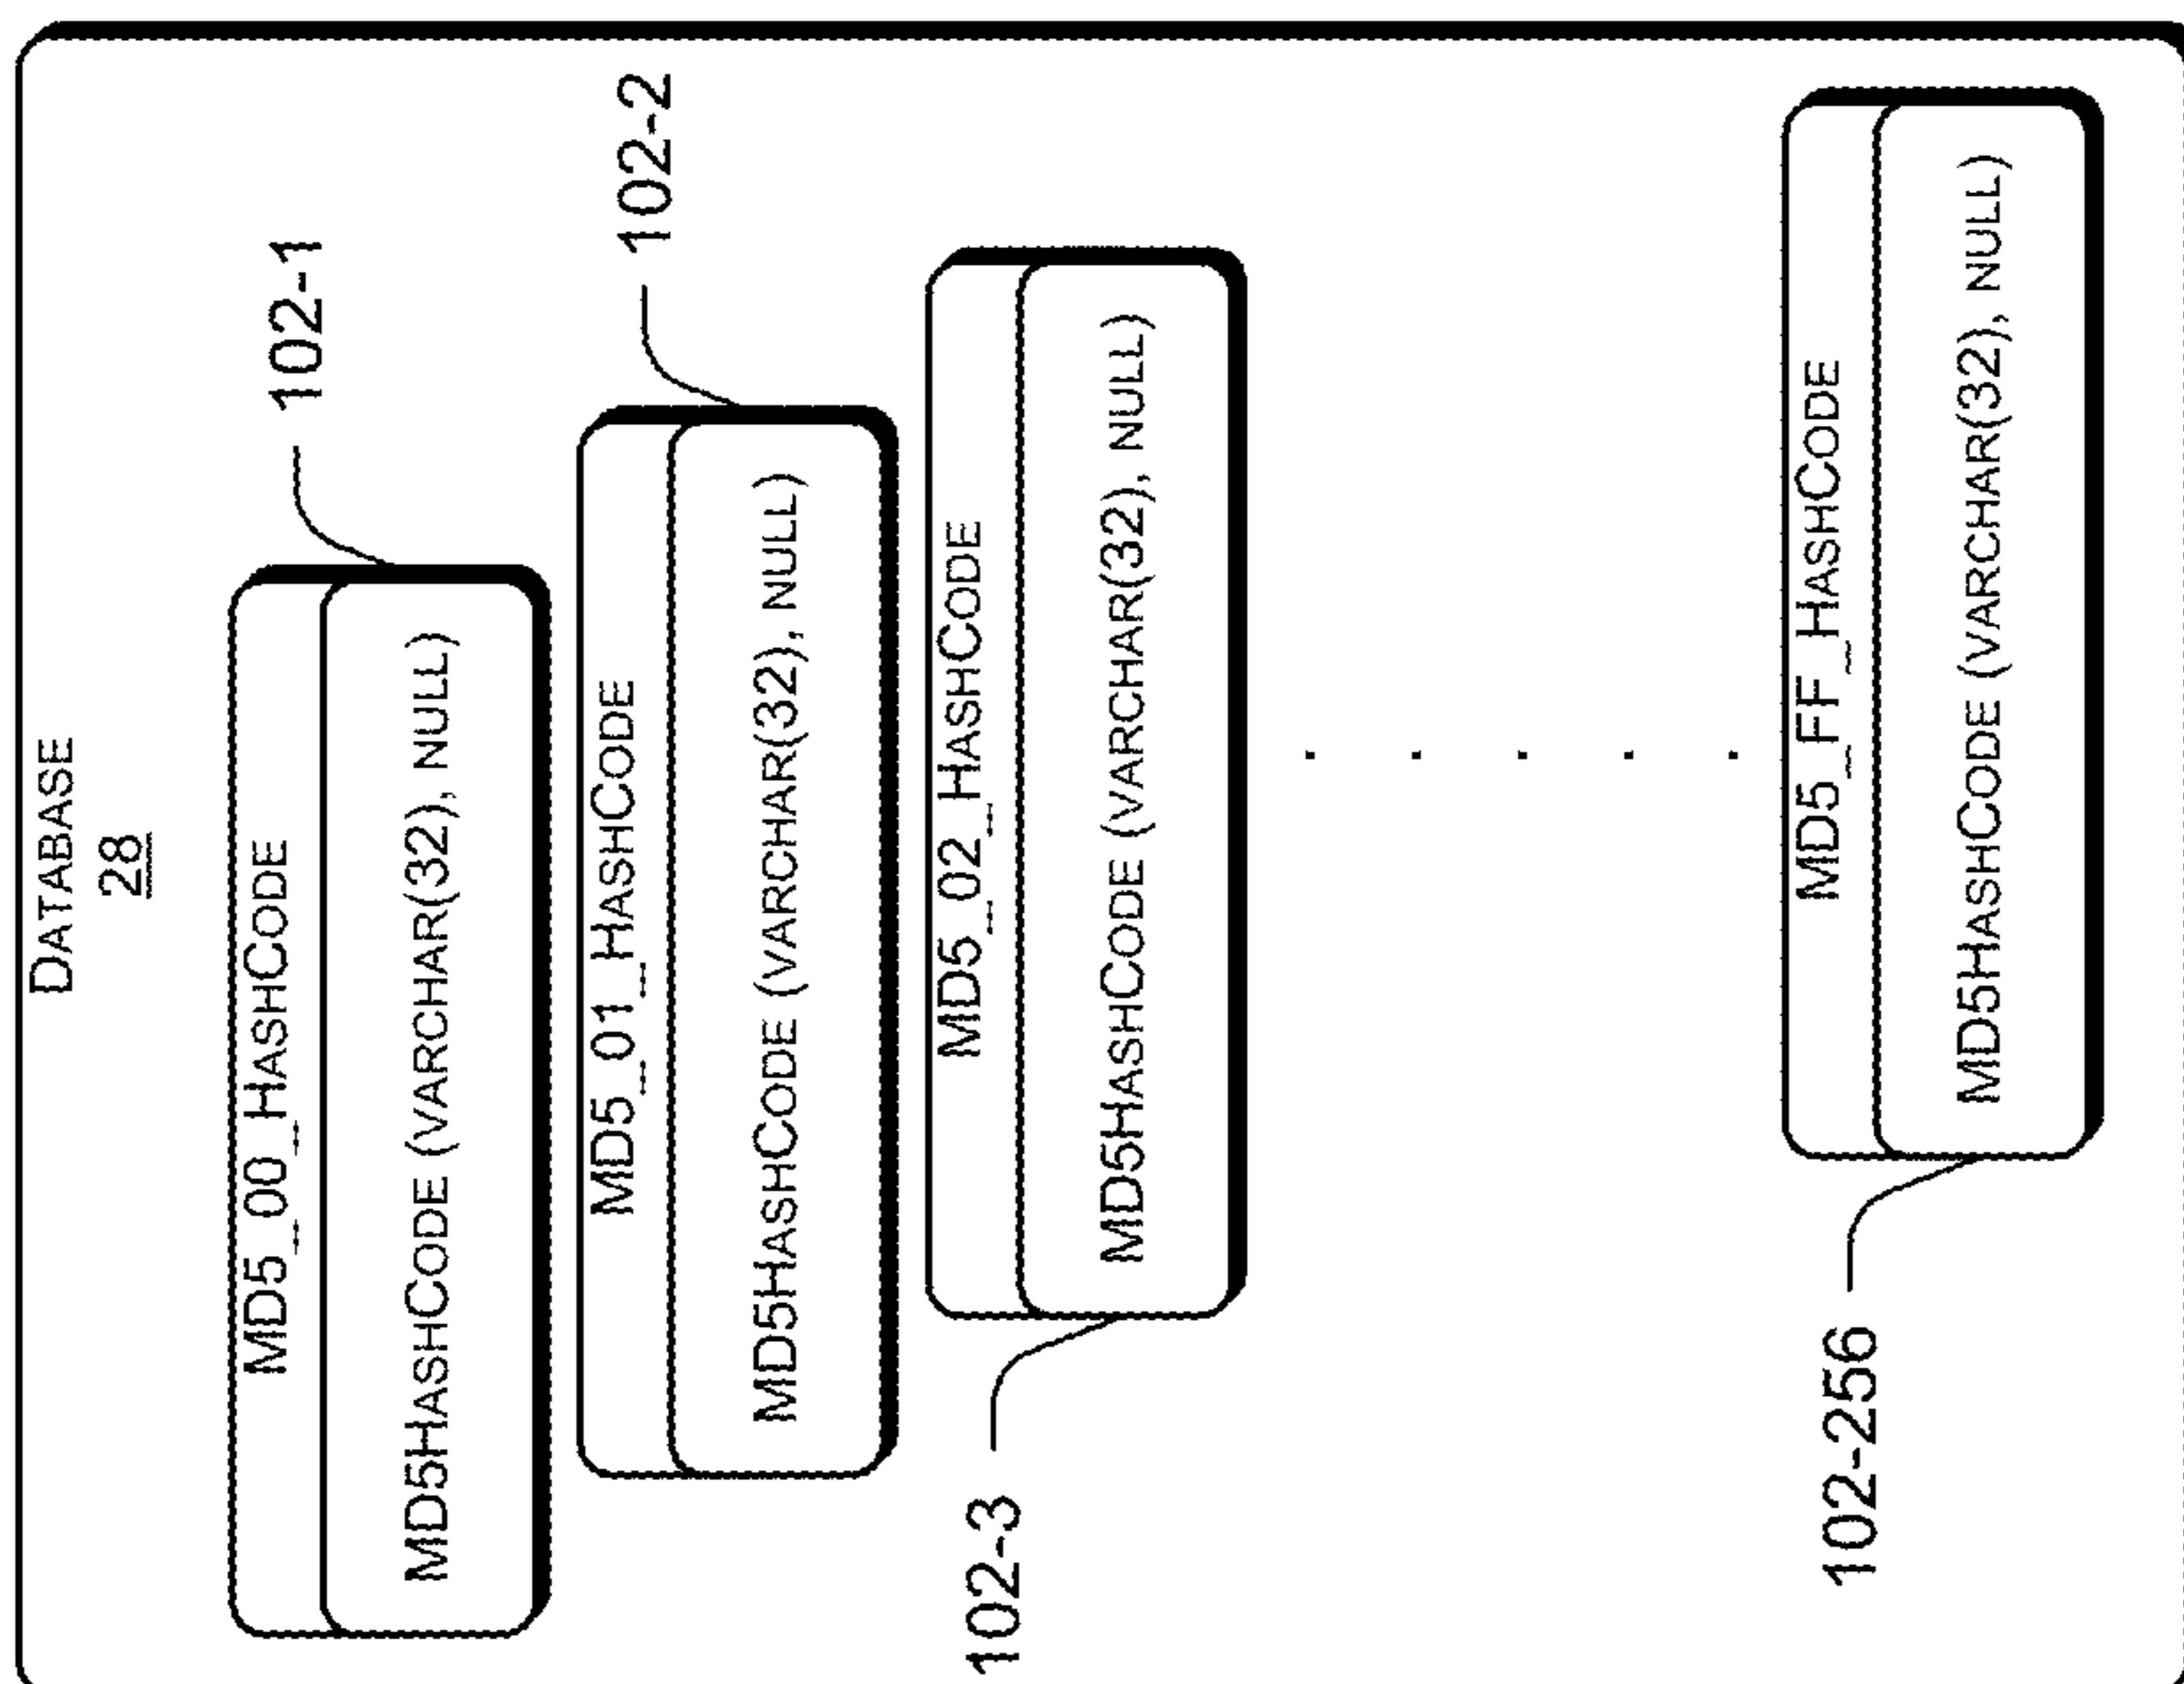 DATABASE
28
MD5_00_HASHCODE
MD5HASHCODE (VARCHAR(32), NULL)
102-1
MD5_01_HASHCODE
MD5HASHCODE (VARCHAR(32), NULL)
102-2
MD5_02_HASHCODE
MD5HASHCODE (VARCHAR(32), NULL)
102-3
MD5_FF_HASHCODE
MD5HASHCODE (VARCHAR(32), NULL)
102-256